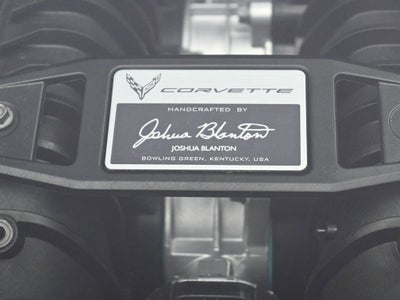 CORVETTE
HANDCRAFTED BY
Joshua Blanton
JOSHUA BLANTON
BOWLING GREEN, KENTUCKY, USA